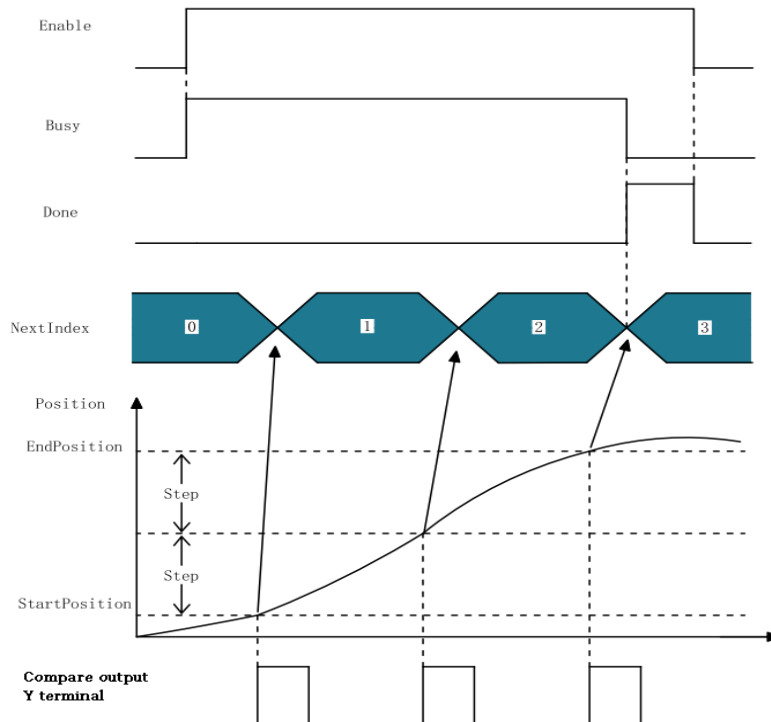 Enable
Busy
Done
NextIndex
0
1
2
3
Position
EndPosition
Step
Step
StartPosition
Compare output
Y terminal